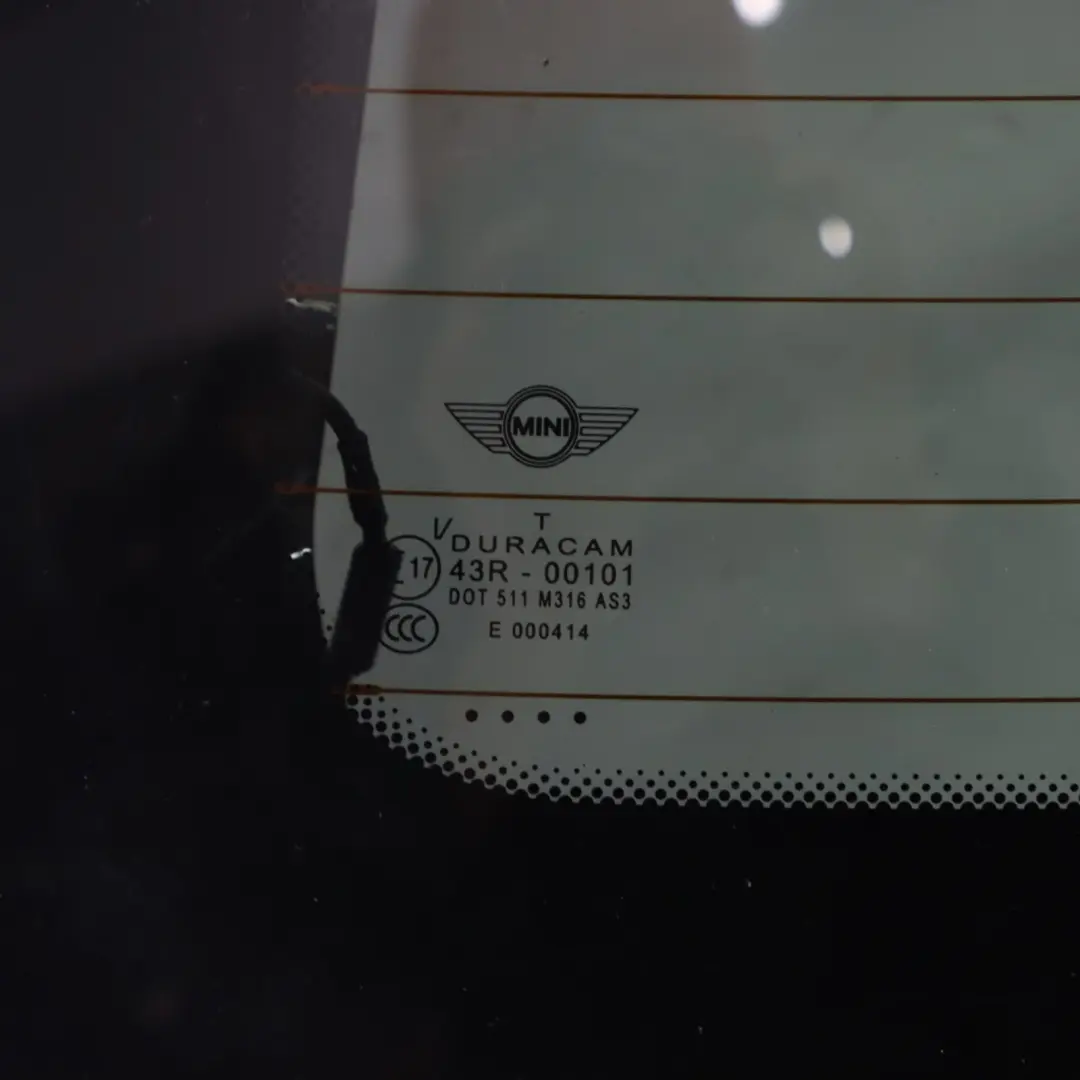 MINI
T
V DURACAM
17 43R - 00101
DOT 511 M316 AS3
CCC E 000414